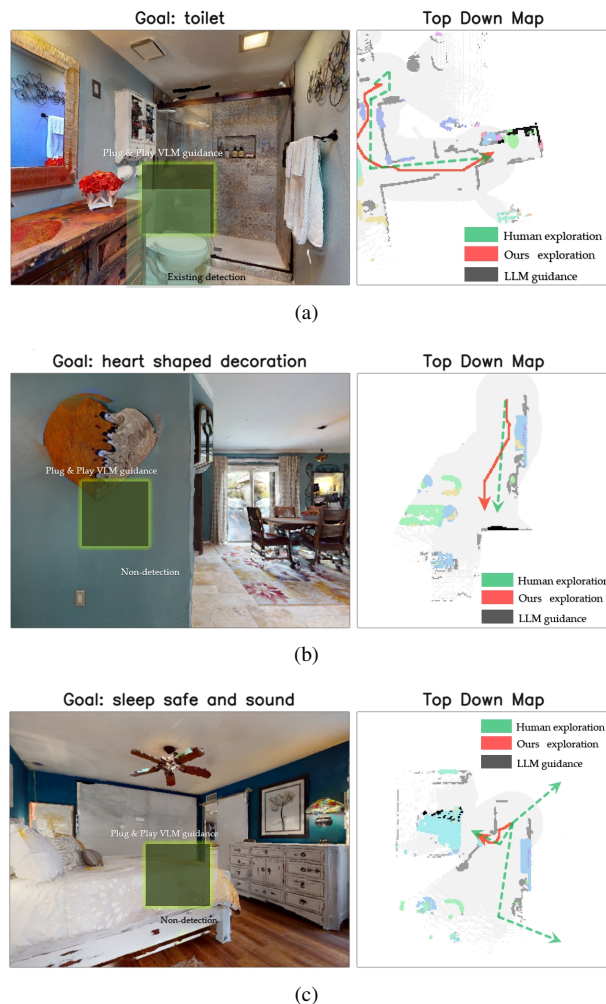 Goal: toilet
Top Down Map
Plug & Play VLM guidance
Existing detection
Human exploration
Ours exploration
LLM guidance
(a)
Goal: heart shaped decoration
Top Down Map
Plug & Play VLM guidance
Non-detection
Human exploration
Ours exploration
LLM guidance
(b)
Goal: sleep safe and sound
Top Down Map
Plug & Play VLM guidance
Non-detection
Human exploration
Ours exploration
LLM guidance
(c)